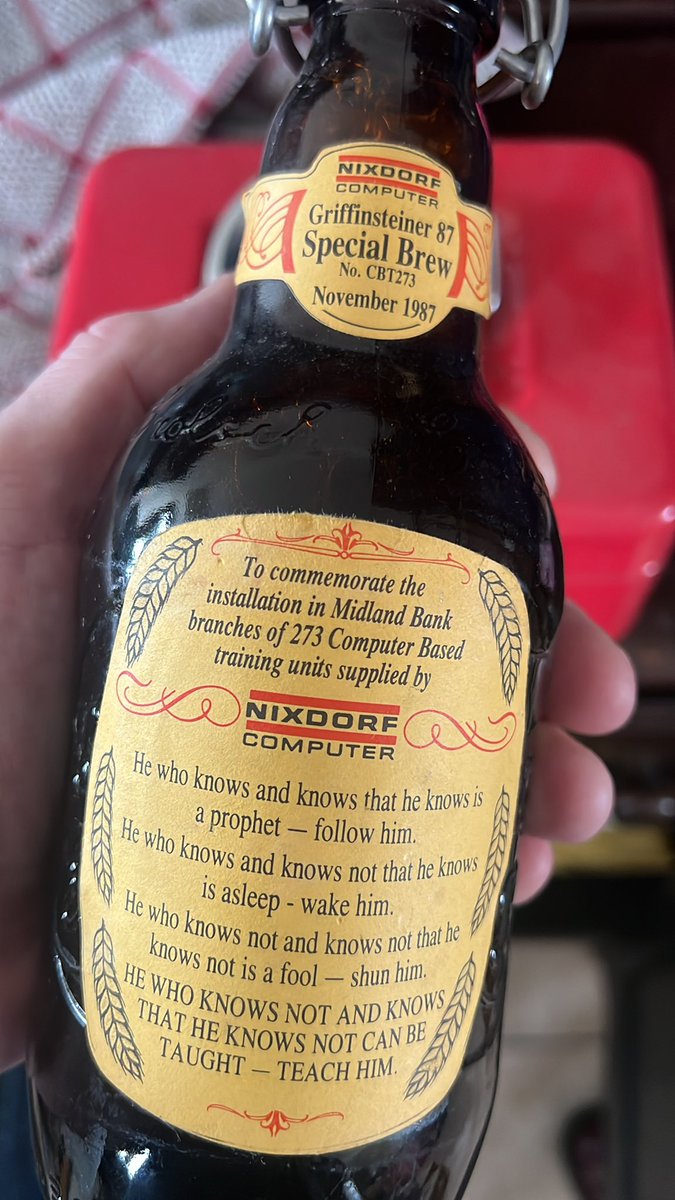 NIXDORF
COMPUTER
Griffinsteiner 87
Special Brew
No. CBT273
November 1987
To commemorate the
installation in Midland Bank
branches of 273 Computer Based
training units supplied by
NIXDORF
COMPUTER
He who knows and knows that he knows is
a prophet — follow him.
He who knows and knows not that he knows
is asleep - wake him.
He who knows not and knows not that he
knows not is a fool — shun him.
HE WHO KNOWS NOT AND KNOWS
THAT HE KNOWS NOT CAN BE
TAUGHT — TEACH HIM.